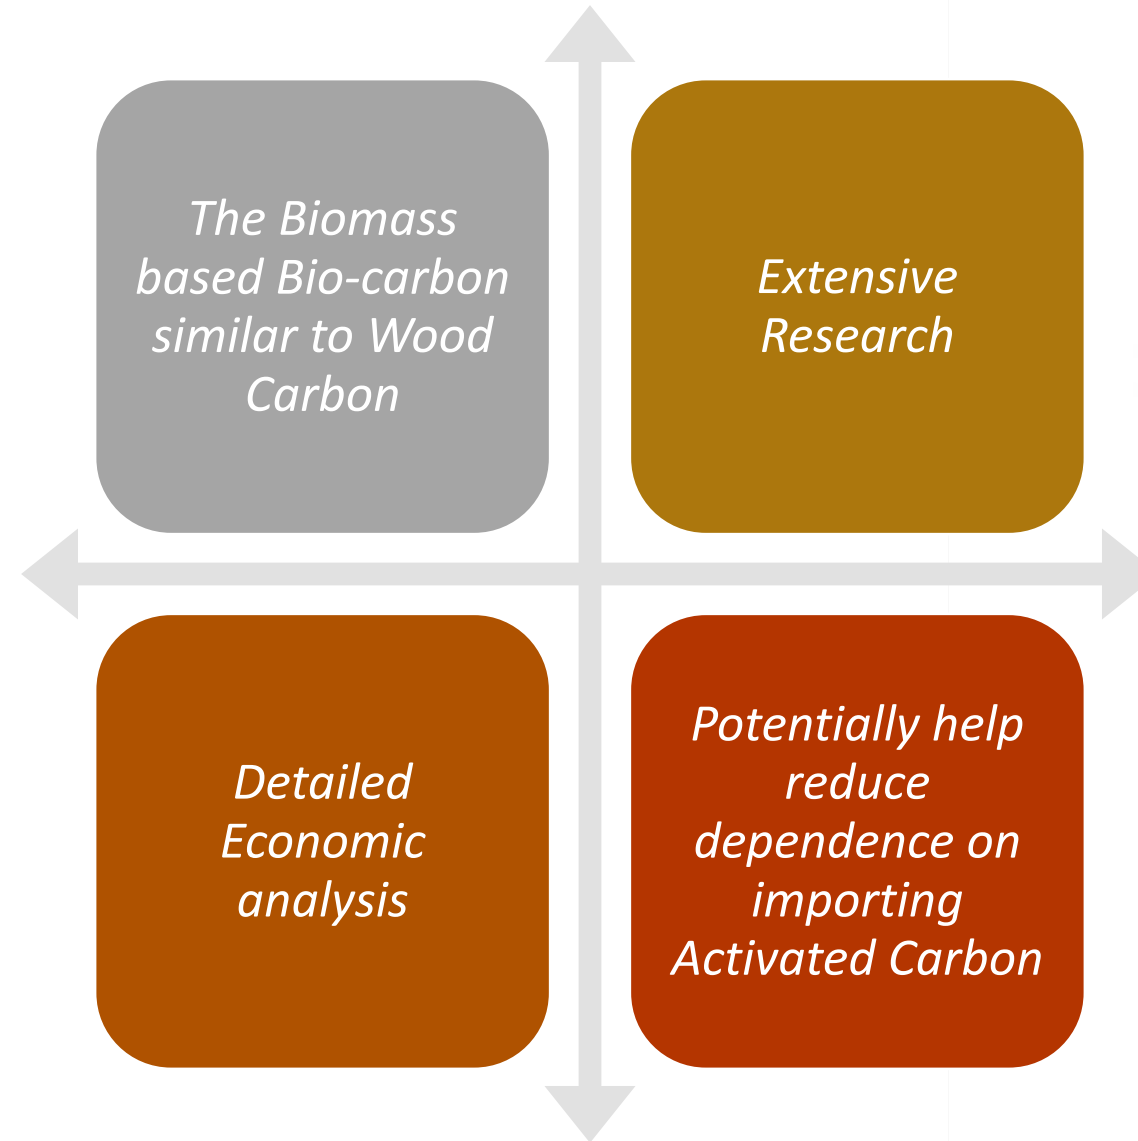 The Biomass
based Bio-carbon
similar to Wood
Carbon
Extensive
Research
Detailed
Economic
analysis
Potentially help
reduce
dependence on
importing
Activated Carbon